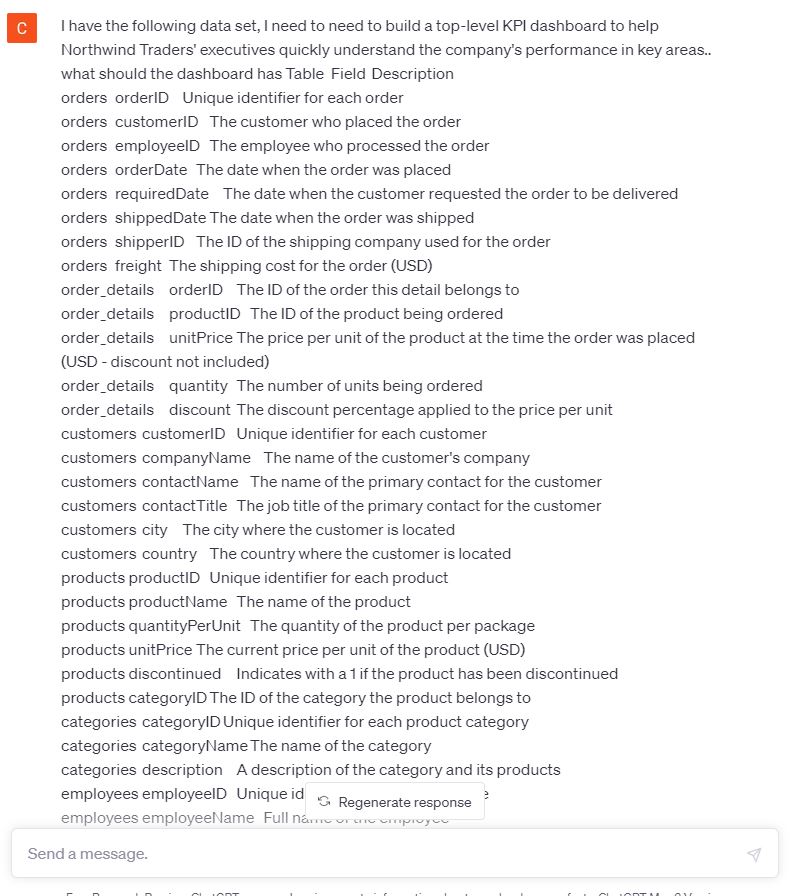 C
I have the following data set, I need to need to build a top-level KPI dashboard to help
Northwind Traders' executives quickly understand the company's performance in key areas..
what should the dashboard has Table Field Description
orders orderID Unique identifier for each order
orders customerID The customer who placed the order
orders employeeID The employee who processed the order
orders orderDate The date when the order was placed
orders requiredDate The date when the customer requested the order to be delivered
orders shippedDate The date when the order was shipped
orders shipperID The ID of the shipping company used for the order
orders freight The shipping cost for the order (USD)
order_details orderID The ID of the order this detail belongs to
order_details productID The ID of the product being ordered
order_details unitPrice The price per unit of the product at the time the order was placed
(USD - discount not included)
order_details quantity The number of units being ordered
order_details discount The discount percentage applied to the price per unit
customers customerID Unique identifier for each customer
customers companyName The name of the customer's company
customers contactName The name of the primary contact for the customer
customers contactTitle The job title of the primary contact for the customer
customers city The city where the customer is located
customers country The country where the customer is located
products productID Unique identifier for each product
products productName The name of the product
products quantityPerUnit The quantity of the product per package
products unitPrice The current price per unit of the product (USD)
products discontinued Indicates with a 1 if the product has been discontinued
products categoryID The ID of the category the product belongs to
categories categoryID Unique identifier for each product category
categories categoryName The name of the category
categories description A description of the category and its products
employees employeeID Unique
Regenerate response
employees employeeName Full name of the employee
Send a message.